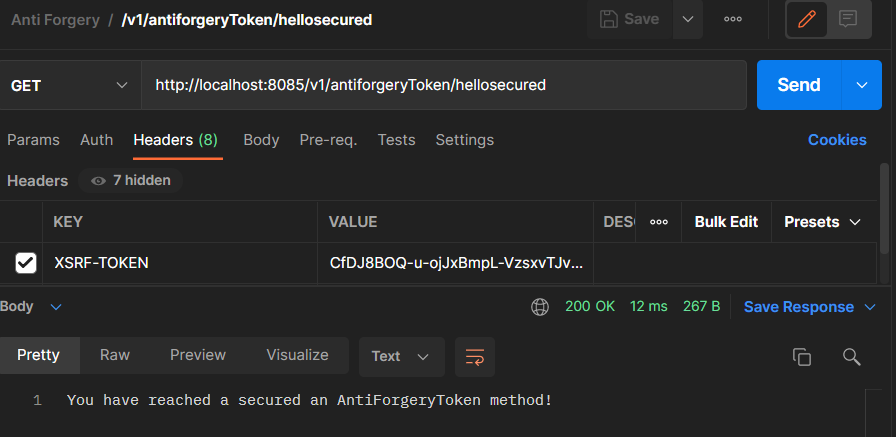 Anti Forgery / /v1/antiforgeryToken/hellosecured Save
GET http://localhost:8085/v1/antiforgeryToken/hellosecured Send
Params Auth Headers (8) Body Pre-req. Tests Settings Cookies
Headers 7 hidden
KEY VALUE DESC Bulk Edit Presets
XSRF-TOKEN CfDJ8BOQ-u-ojJxBmpL-VzsxvTJv...
Body 200 OK 12 ms 267 B Save Response
Pretty Raw Preview Visualize Text
1 You have reached a secured an AntiForgeryToken method!